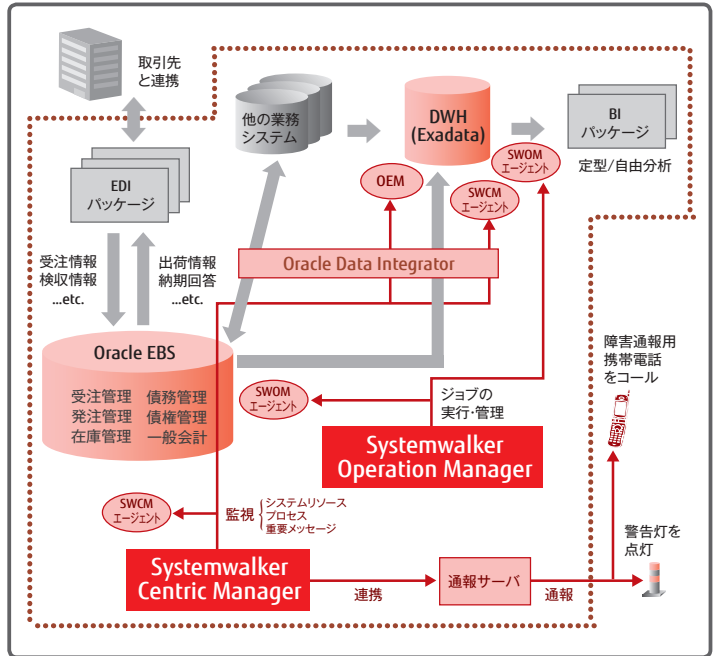 取引先
と連携
他の業務
システム
DWH
(Exadata)
BI
パッケージ
定型/自由分析
EDI
パッケージ
OEM
SWCM
エージェント
SWOM
エージェント
受注情報
検収情報
...etc.
出荷情報
納期回答
...etc.
Oracle Data Integrator
Oracle EBS
受注管理 債務管理
発注管理 債権管理
在庫管理 一般会計
SWOM
エージェント
ジョブの
実行・管理
Systemwalker
Operation Manager
障害通報用
携帯電話
をコール
SWCM
エージェント
監視
システムリソース
プロセス
重要メッセージ
Systemwalker
Centric Manager
連携
通報サーバ
通報
警告灯を
点灯